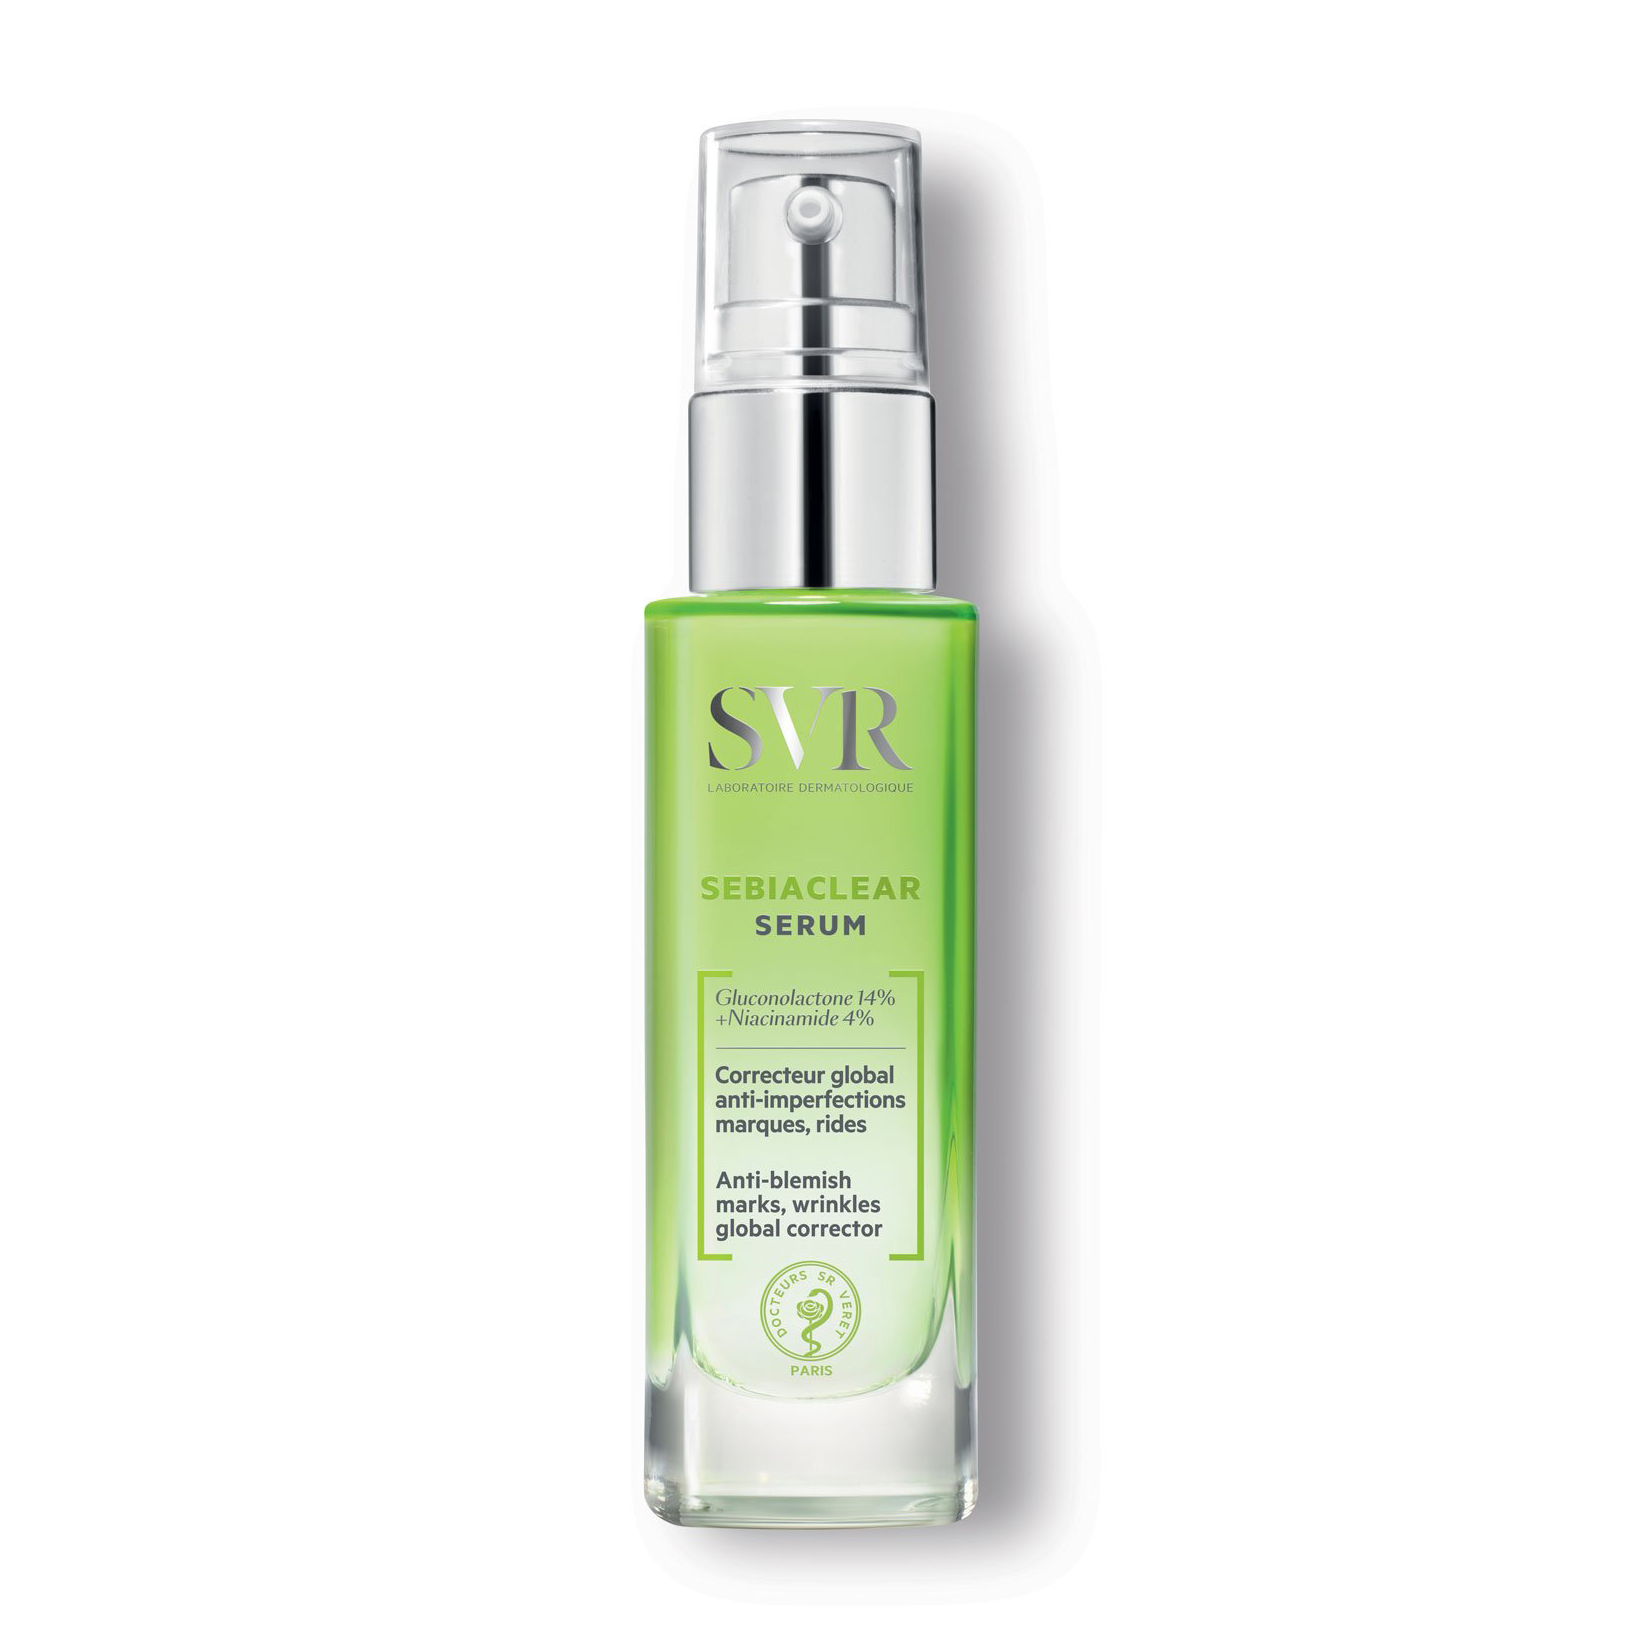 SVR
LABORATOIRE DERMATOLOGIQUE
SEBIACLEAR
SERUM
Gluconolactone 14%
+Niacinamide 4%
Correcteur global
anti-imperfections
marques, rides
Anti-blemish
marks, wrinkles
global corrector
DOCTEURS SR VERET
PARIS